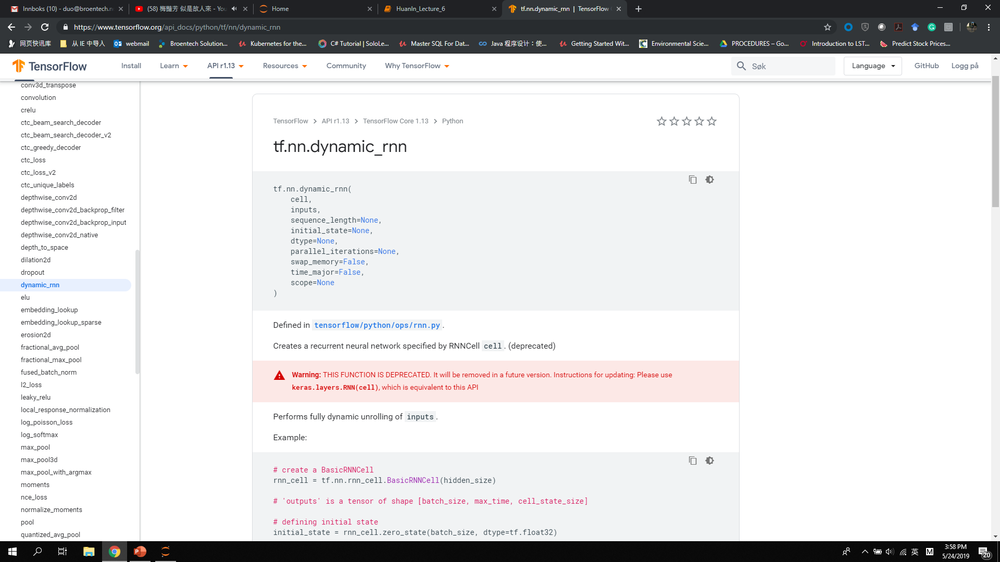 Innboks (10) - duo@broentech.n
(58) 梅豔芳 似是故人來 - You
Home
HuanIn_Lecture_6
tf.nn.dynamic_rnn | TensorFlow
https://www.tensorflow.org/api_docs/python/tf/nn/dynamic_rnn
网页快讯库
从 IE 中导入
webmail
Broentech Solution...
Kubernetes for the...
C# Tutorial | SoloLe...
Master SQL For Dat...
Java 程序设计：使...
Getting Started Wit...
Environmental Scie...
PROCEDURES – Go...
Introduction to LST...
Predict Stock Prices...
TensorFlow
Install
Learn
API r1.13
Resources
Community
Why TensorFlow
Søk
Language
GitHub
Logg på
conv3d_transpose
convolution
crelu
ctc_beam_search_decoder
ctc_beam_search_decoder_v2
ctc_greedy_decoder
ctc_loss
ctc_loss_v2
ctc_unique_labels
depthwise_conv2d
depthwise_conv2d_backprop_filter
depthwise_conv2d_backprop_input
depthwise_conv2d_native
depth_to_space
dilation2d
dropout
dynamic_rnn
elu
embedding_lookup
embedding_lookup_sparse
erosion2d
fractional_avg_pool
fractional_max_pool
fused_batch_norm
l2_loss
leaky_relu
local_response_normalization
log_poisson_loss
log_softmax
max_pool
max_pool3d
max_pool_with_argmax
moments
nce_loss
normalize_moments
pool
quantized_avg_pool
TensorFlow > API r1.13 > TensorFlow Core 1.13 > Python
tf.nn.dynamic_rnn
tf.nn.dynamic_rnn(
    cell,
    inputs,
    sequence_length=None,
    initial_state=None,
    dtype=None,
    parallel_iterations=None,
    swap_memory=False,
    time_major=False,
    scope=None
)
Defined in tensorflow/python/ops/rnn.py.
Creates a recurrent neural network specified by RNNCell cell. (deprecated)
Warning: THIS FUNCTION IS DEPRECATED. It will be removed in a future version. Instructions for updating: Please use
keras.layers.RNN(cell), which is equivalent to this API
Performs fully dynamic unrolling of inputs.
Example:
# create a BasicRNNCell
rnn_cell = tf.nn.rnn_cell.BasicRNNCell(hidden_size)
# 'outputs' is a tensor of shape [batch_size, max_time, cell_state_size]
# defining initial state
initial_state = rnn_cell.zero_state(batch_size, dtype=tf.float32)
英
M
3:58 PM
5/24/2019
20